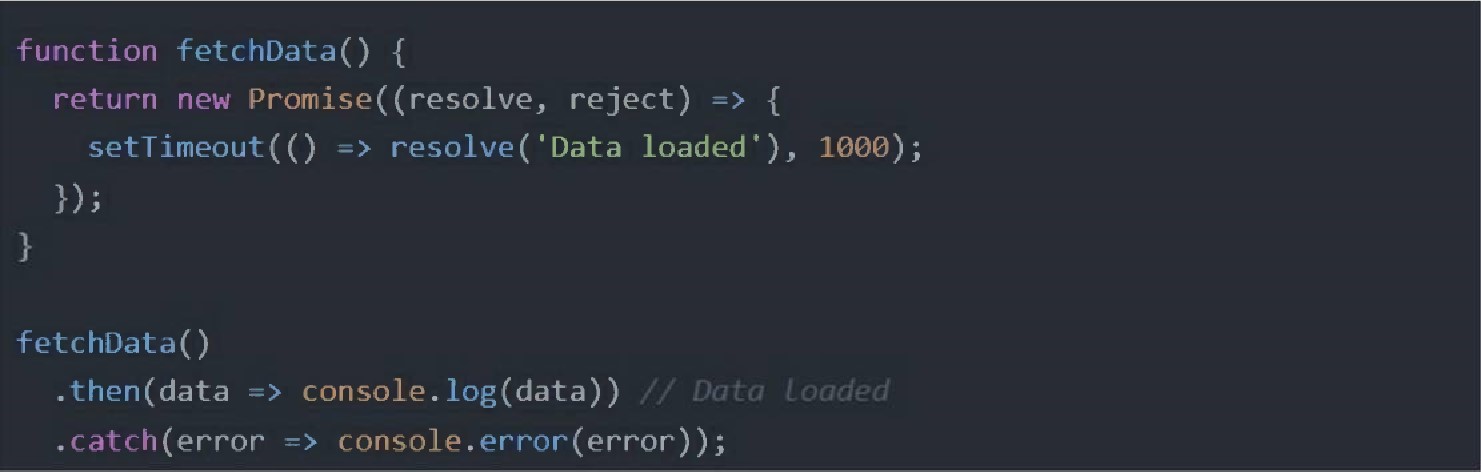 function fetchData() {
  return new Promise((resolve, reject) => {
    setTimeout(() => resolve('Data loaded'), 1000);
  });
}
fetchData()
  .then(data => console.log(data)) // Data loaded
  .catch(error => console.error(error));